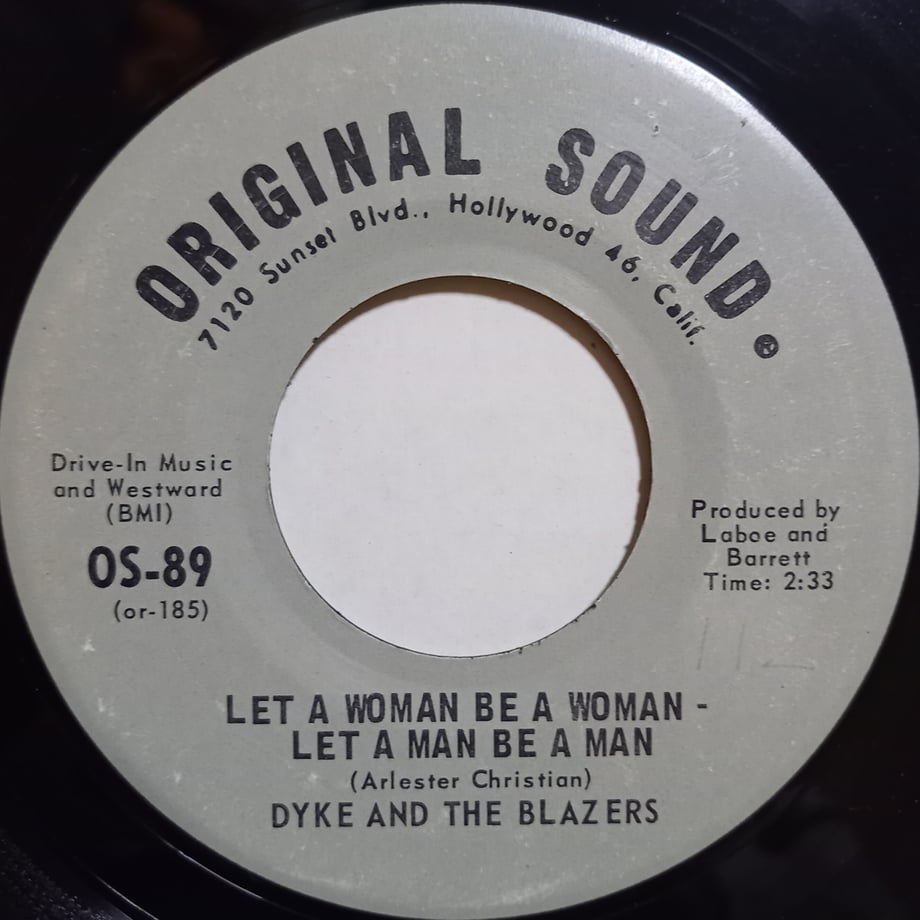 ORIGINAL SOUND ®
7120 Sunset Blvd., Hollywood 46, Calif.
Drive-In Music
and Westward
(BMI)
OS-89
(or-185)
Produced by
Laboe and
Barrett
Time: 2:33
LET A WOMAN BE A WOMAN -
LET A MAN BE A MAN
(Arlester Christian)
DYKE AND THE BLAZERS